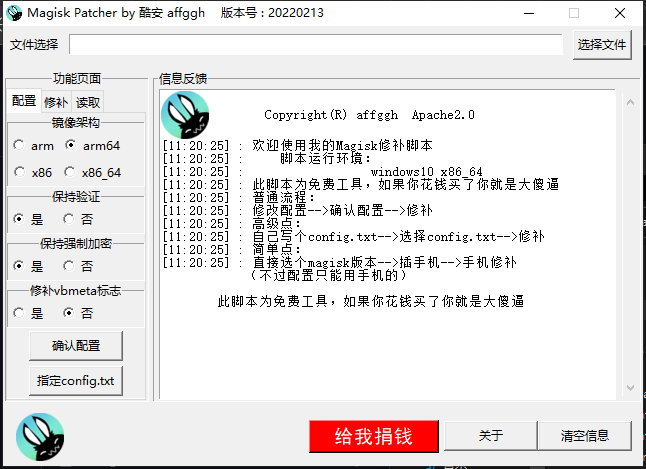 Magisk Patcher by 酷安 affggh 版本号 : 20220213
文件选择
选择文件
功能页面
配置 修补 读取
镜像架构
arm arm64
x86 x86_64
保持验证
是 否
保持强制加密
是 否
修补vbmeta标志
是 否
确认配置
指定config.txt
信息反馈
Copyright(R) affggh Apache2.0
[11:20:25] : 欢迎使用我的Magisk修补脚本
[11:20:25] : 脚本运行环境：
[11:20:25] : windows10 x86_64
[11:20:25] : 此脚本为免费工具，如果你花钱买了你就是大傻逼
[11:20:25] : 普通流程：
[11:20:25] : 修改配置-->确认配置-->修补
[11:20:25] : 高级点：
[11:20:25] : 自己写个config.txt-->选择config.txt-->修补
[11:20:25] : 简单点：
[11:20:25] : 直接选个magisk版本-->插手机-->手机修补
（不过配置只能用手机的）
此脚本为免费工具，如果你花钱买了你就是大傻逼
给我捐钱
关于
清空信息